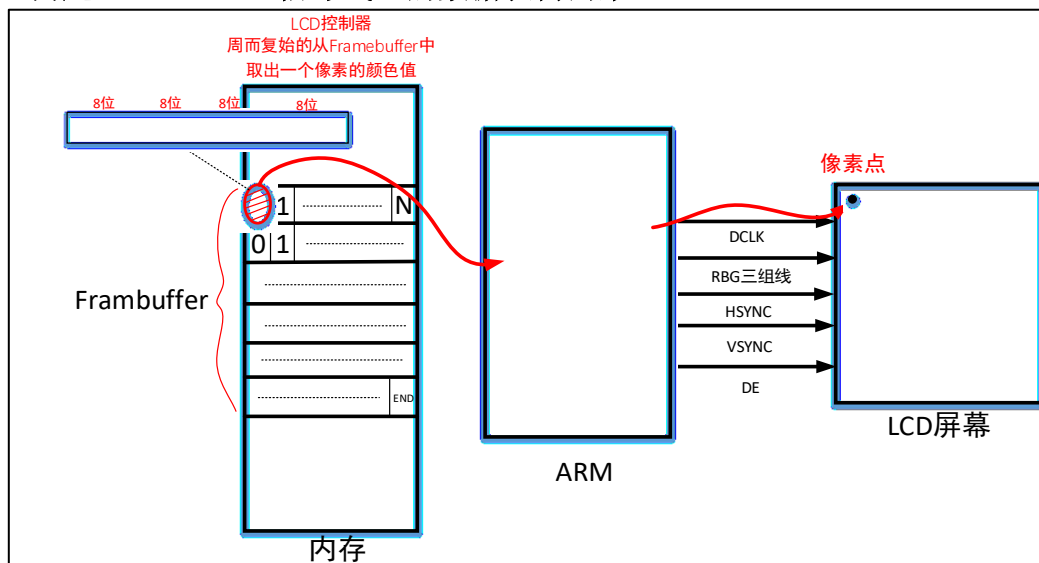 LCD控制器
周而复始的从Framebuffer中
取出一个像素的颜色值
8位 8位 8位 8位
像素点
1 N
0 1
Frambuffer
END
DCLK
RBG三组线
HSYNC
VSYNC
DE
LCD屏幕
ARM
内存